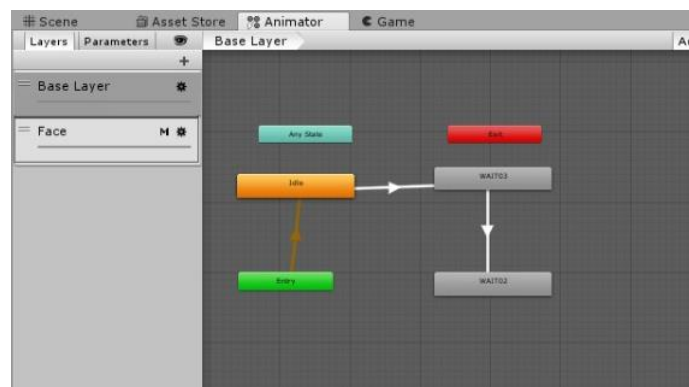 Scene Asset Store Animator Game
Layers Parameters Base Layer
+
Base Layer
Face M
Any State Exit
Idle WAIT03
Entry WAIT02